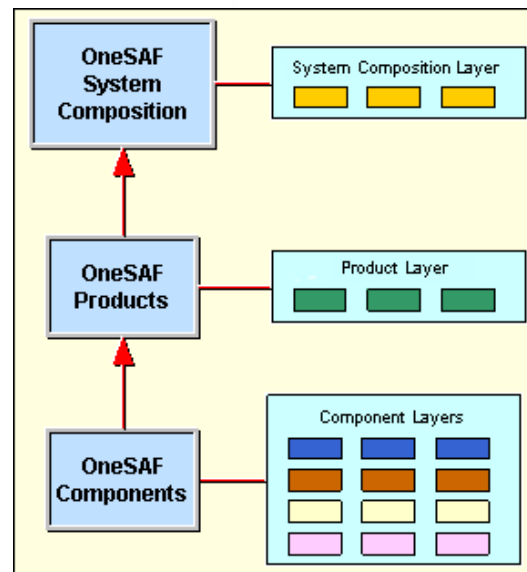 OneSAF
System
Composition
System Composition Layer
OneSAF
Products
Product Layer
OneSAF
Components
Component Layers